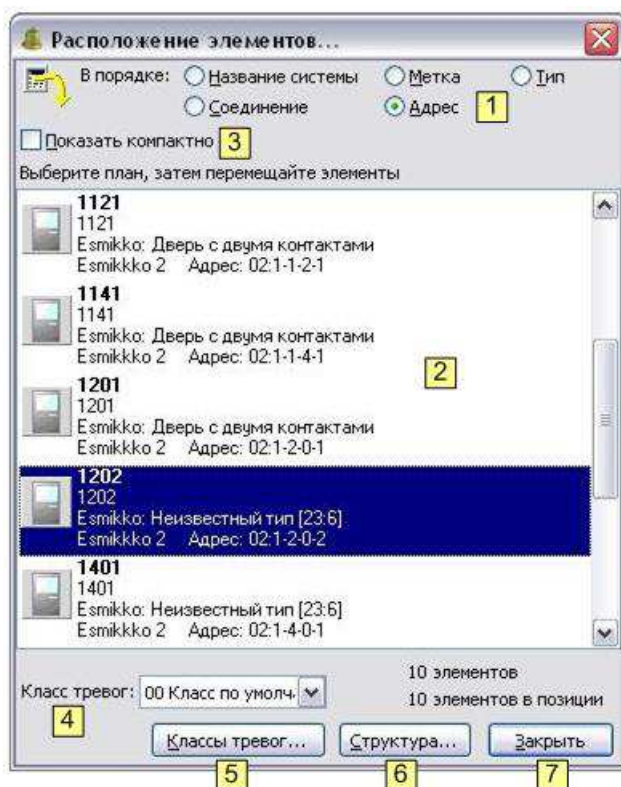 Расположение элементов...
В порядке: Название системы Метка Тип
Соединение Адрес 1
Показать компактно 3
Выберите план, затем перемещайте элементы
1121
1121
Esmikko: Дверь с двумя контактами
Esmikkko 2 Адрес: 02:1-1-2-1
1141
1141
Esmikko: Дверь с двумя контактами
Esmikkko 2 Адрес: 02:1-1-4-1
2
1201
1201
Esmikko: Дверь с двумя контактами
Esmikkko 2 Адрес: 02:1-2-0-1
1202
1202
Esmikko: Неизвестный тип [23:6]
Esmikkko 2 Адрес: 02:1-2-0-2
1401
1401
Esmikko: Неизвестный тип [23:6]
Esmikkko 2 Адрес: 02:1-4-0-1
10 элементов
Класс тревог: 00 Класс по умолч.
10 элементов в позиции
4
Классы тревог... Структура... Закрыть
5 6 7